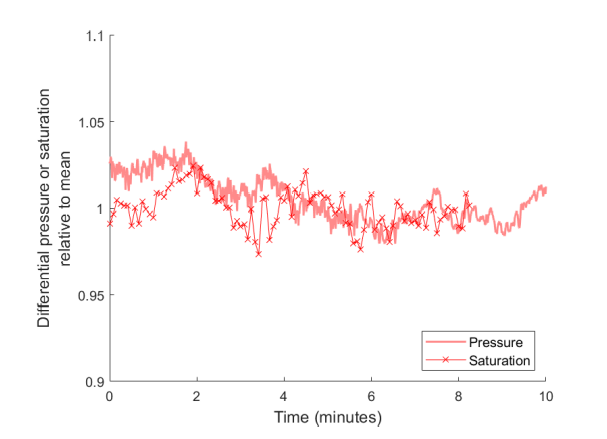 1.1
1.05
1
0.95
0.9
0
2
4
6
8
10
Differential pressure or saturation
relative to mean
Time (minutes)
Pressure
Saturation